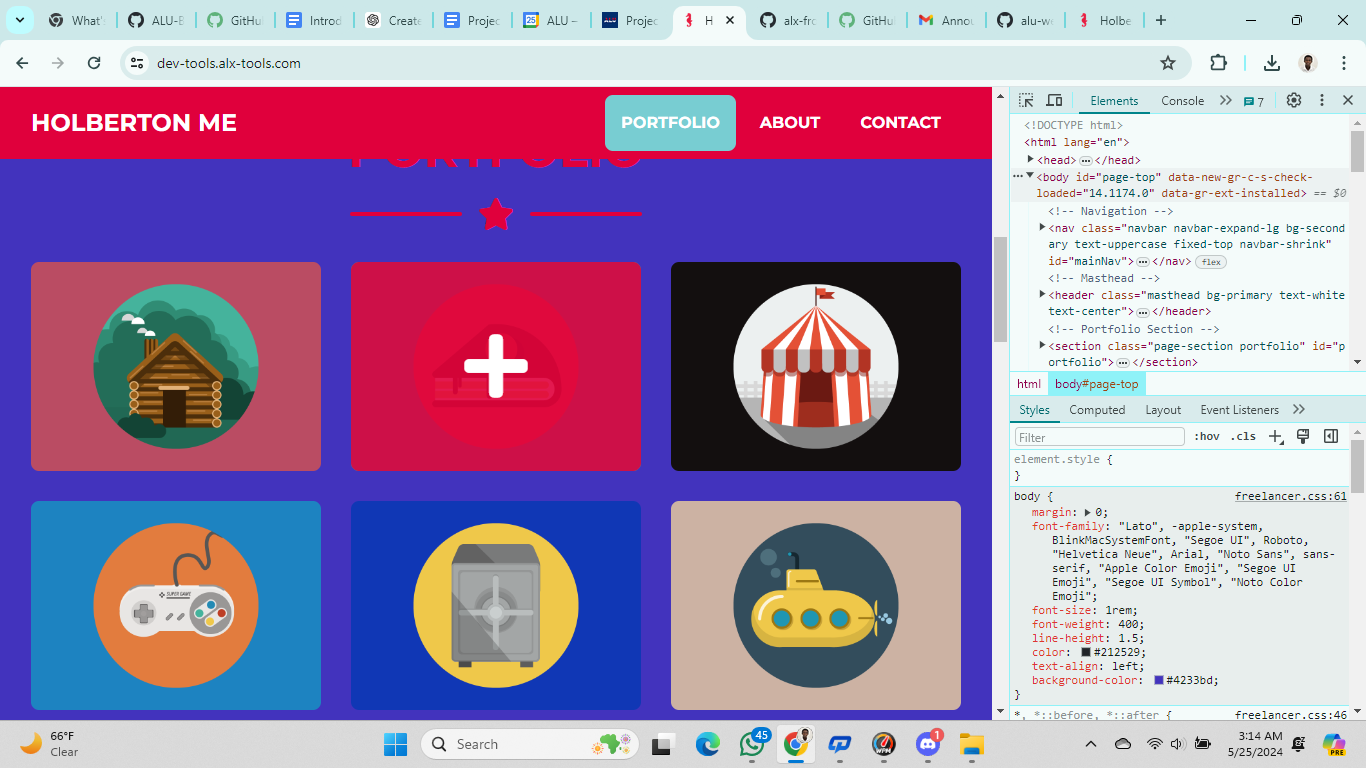 What's
ALU-B
GitHub
Introd
Create
Projec
ALU –
Projec
H
alx-fro
GitHub
Annou
alu-we
Holbe
dev-tools.alx-tools.com
HOLBERTON ME
PORTFOLIO
ABOUT
CONTACT
PORTFOLIO
SUPER GAME
Elements
Console
7
<!DOCTYPE html>
<html lang="en">
<head> … </head>
<body id="page-top" data-new-gr-c-s-check-
loaded="14.1174.0" data-gr-ext-installed> == $0
<!-- Navigation -->
<nav class="navbar navbar-expand-lg bg-second
ary text-uppercase fixed-top navbar-shrink"
id="mainNav"> … </nav> flex
<!-- Masthead -->
<header class="masthead bg-primary text-white
text-center"> … </header>
<!-- Portfolio Section -->
<section class="page-section portfolio" id="p
ortfolio"> … </section>
html
body#page-top
Styles
Computed
Layout
Event Listeners
Filter
:hov
.cls
element.style {
}
body {
freelancer.css:61
margin: 0;
font-family: "Lato", -apple-system,
BlinkMacSystemFont, "Segoe UI", Roboto,
"Helvetica Neue", Arial, "Noto Sans", sans-
serif, "Apple Color Emoji", "Segoe UI
Emoji", "Segoe UI Symbol", "Noto Color
Emoji";
font-size: 1rem;
font-weight: 400;
line-height: 1.5;
color: #212529;
text-align: left;
background-color: #4233bd;
}
*, *::before, *::after {
freelancer.css:46
66°F
Clear
Search
45
1
3:14 AM
5/25/2024
PRE